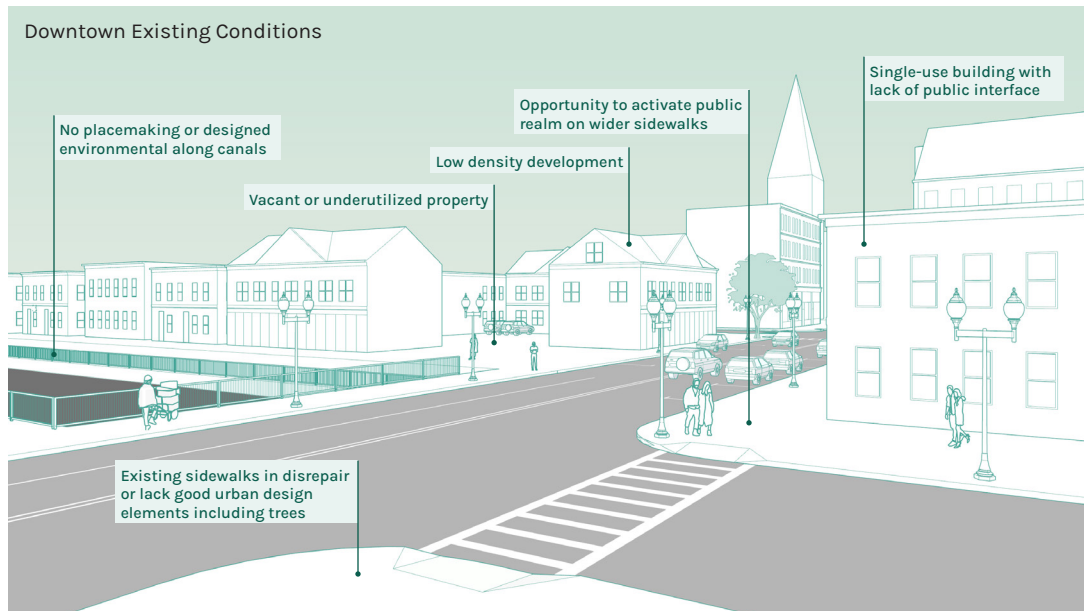 Downtown Existing Conditions
Single-use building with
lack of public interface
Opportunity to activate public
realm on wider sidewalks
No placemaking or designed
environmental along canals
Low density development
Vacant or underutilized property
Existing sidewalks in disrepair
or lack good urban design
elements including trees